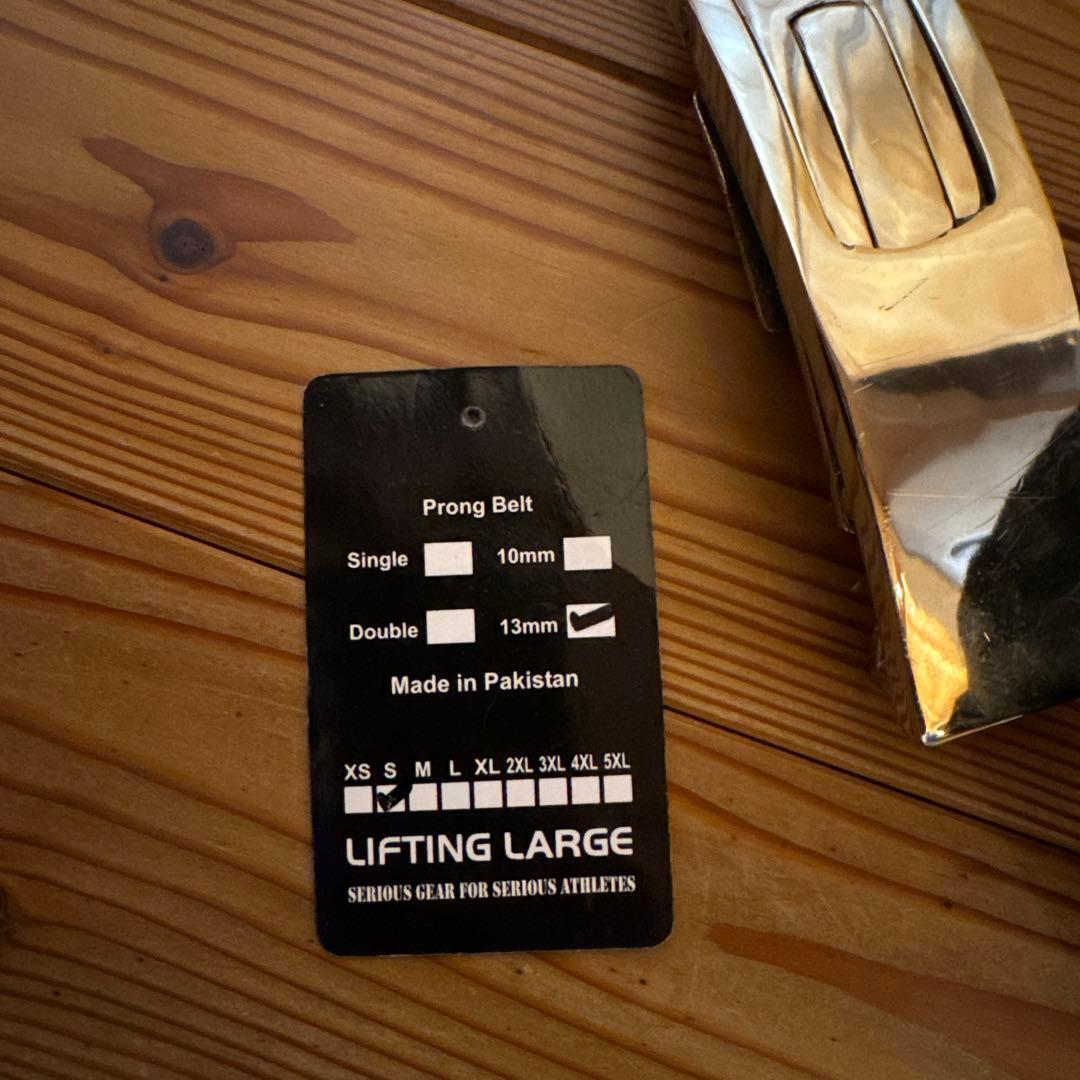 Prong Belt
Single 10mm
Double 13mm
Made in Pakistan
XS S M L XL 2XL 3XL 4XL 5XL
LIFTING LARGE
SERIOUS GEAR FOR SERIOUS ATHLETES